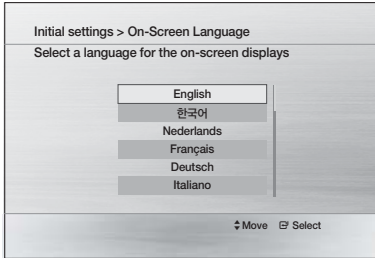 Initial settings > On-Screen Language
Select a language for the on-screen displays
English
한국어
Nederlands
Français
Deutsch
Italiano
Move Select